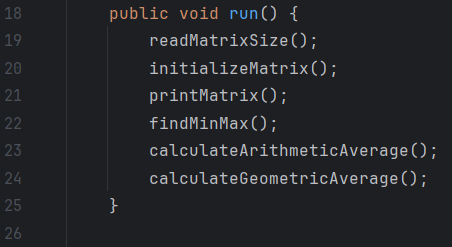 18 public void run() {
19 readMatrixSize();
20 initializeMatrix();
21 printMatrix();
22 findMinMax();
23 calculateArithmeticAverage();
24 calculateGeometricAverage();
25 }
26